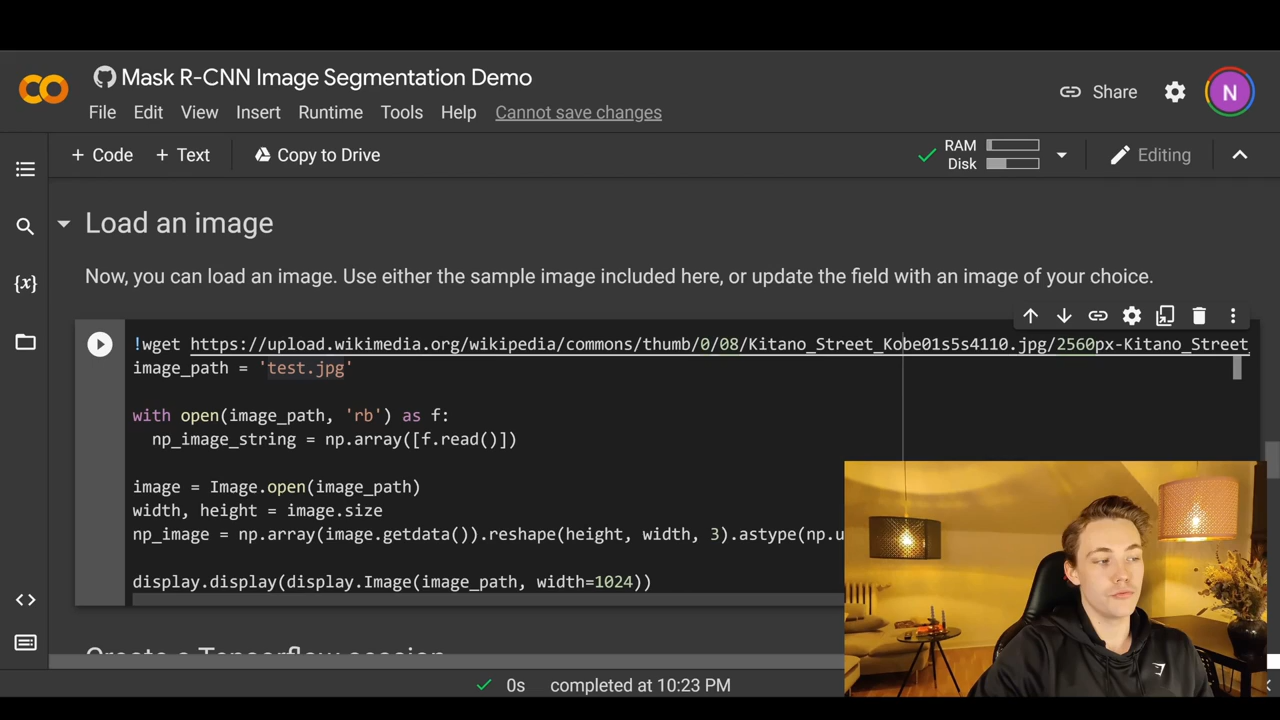 Mask R-CNN Image Segmentation Demo
File Edit View Insert Runtime Tools Help Cannot save changes
Share
N
+ Code + Text Copy to Drive
RAM
Disk
Editing
Load an image
Now, you can load an image. Use either the sample image included here, or update the field with an image of your choice.
!wget https://upload.wikimedia.org/wikipedia/commons/thumb/0/08/Kitano_Street_Kobe01s5s4110.jpg/2560px-Kitano_Street
image_path = 'test.jpg'
with open(image_path, 'rb') as f:
np_image_string = np.array([f.read()])
image = Image.open(image_path)
width, height = image.size
np_image = np.array(image.getdata()).reshape(height, width, 3).astype(np.u
display.display(display.Image(image_path, width=1024))
Create a Tensorflow session
0s completed at 10:23 PM